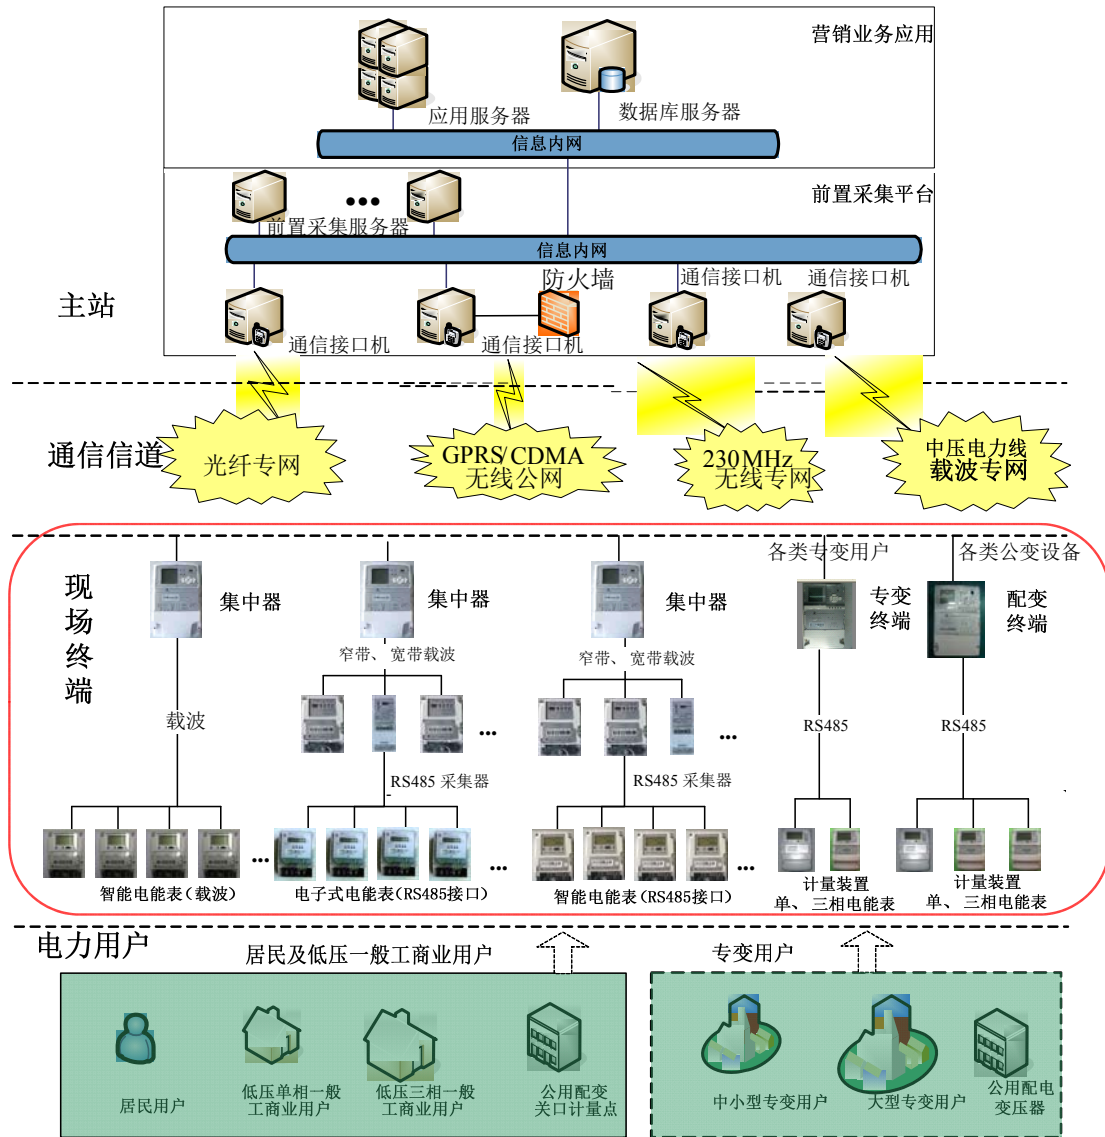 营销业务应用
应用服务器
数据库服务器
信息内网
前置采集平台
前置采集服务器
信息内网
主站
防火墙
通信接口机
通信接口机
通信接口机
通信接口机
通信信道
光纤专网
GPRS/CDMA
无线公网
230MHz
无线专网
中压电力线
载波专网
现场终端
集中器
集中器
集中器
各类专变用户
专变
终端
各类公变设备
配变
终端
窄带、宽带载波
窄带、宽带载波
载波
RS485
RS485
...
...
RS485 采集器
RS485 采集器
...
...
...
智能电能表(载波)
电子式电能表(RS485接口)
智能电能表(RS485接口)
计量装置
单、三相电能表
计量装置
单、三相电能表
电力用户
居民及低压一般工商业用户
专变用户
居民用户
低压单相一般
工商业用户
低压三相一般
工商业用户
公用配变
关口计量点
中小型专变用户
大型专变用户
公用配电
变压器